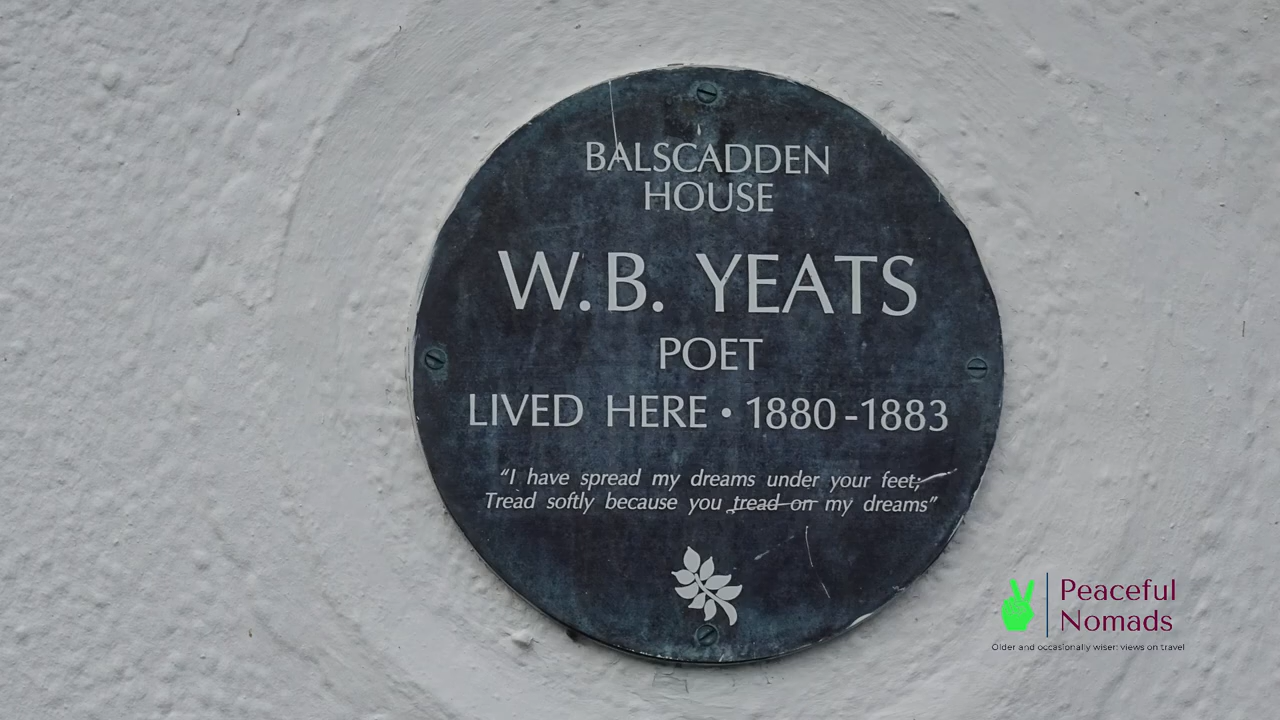 BALSCADDEN
HOUSE
W.B. YEATS
POET
LIVED HERE • 1880-1883
“I have spread my dreams under your feet;
Tread softly because you tread on my dreams”
Peaceful
Nomads
Older and occasionally wiser: views on travel